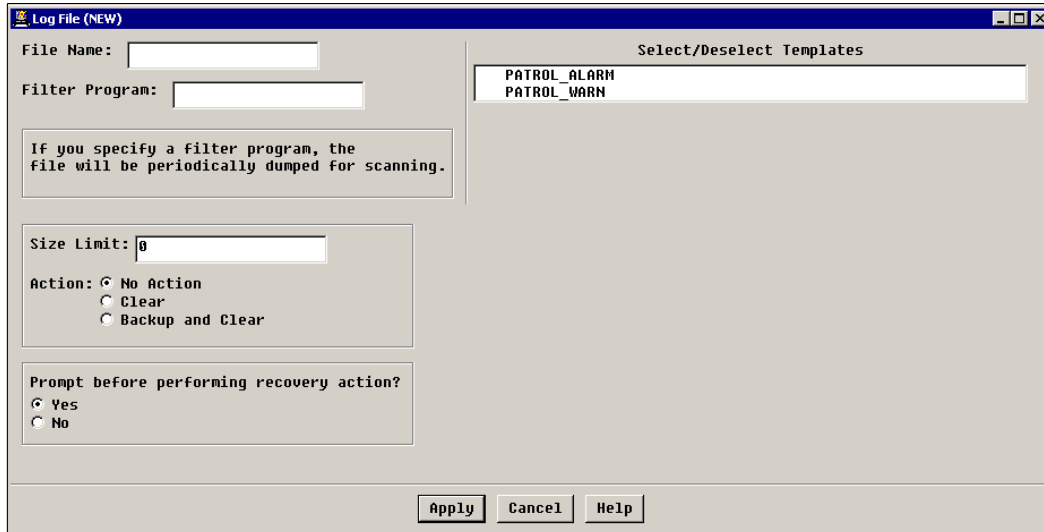 Log File (NEW)
File Name:
Filter Program:
If you specify a filter program, the
file will be periodically dumped for scanning.
Size Limit: 0
Action: No Action
Clear
Backup and Clear
Prompt before performing recovery action?
Yes
No
Select/Deselect Templates
PATROL_ALARM
PATROL_WARN
Apply Cancel Help